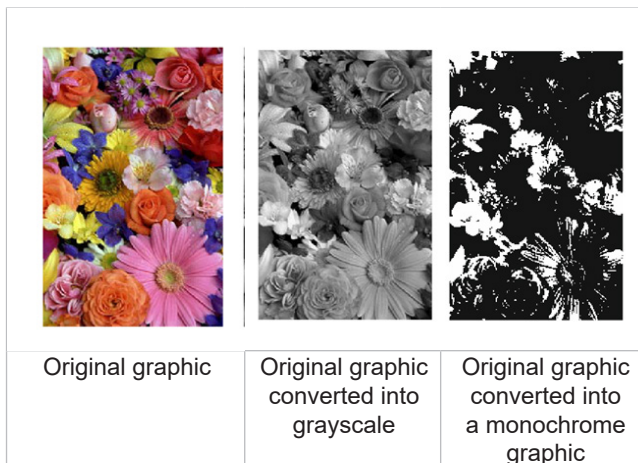 Original graphic
Original graphic
converted into
grayscale
Original graphic
converted into
a monochrome
graphic